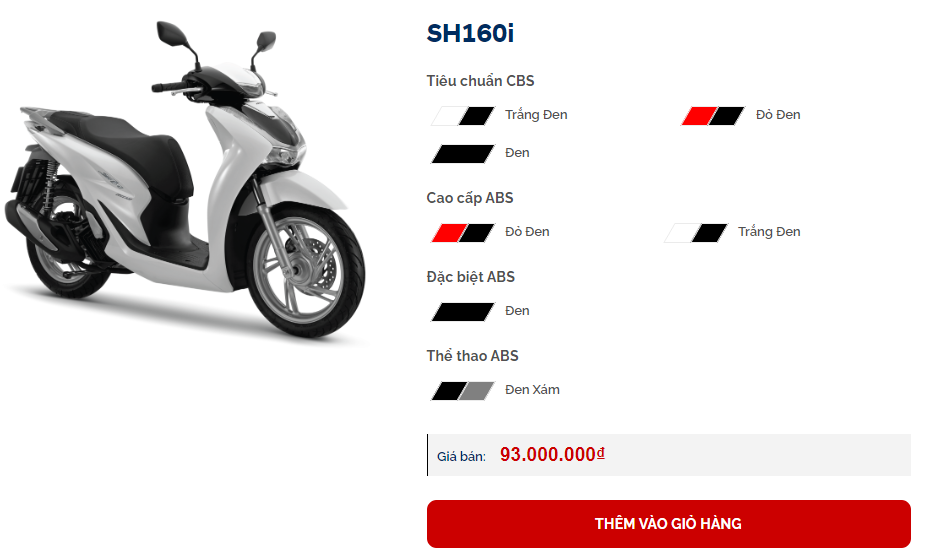 SH160i
Tiêu chuẩn CBS
Trắng Đen
Đỏ Đen
Đen
Cao cấp ABS
Đỏ Đen
Trắng Đen
Đặc biệt ABS
Đen
Thể thao ABS
Đen Xám
Giá bán: 93.000.000₫
THÊM VÀO GIỎ HÀNG